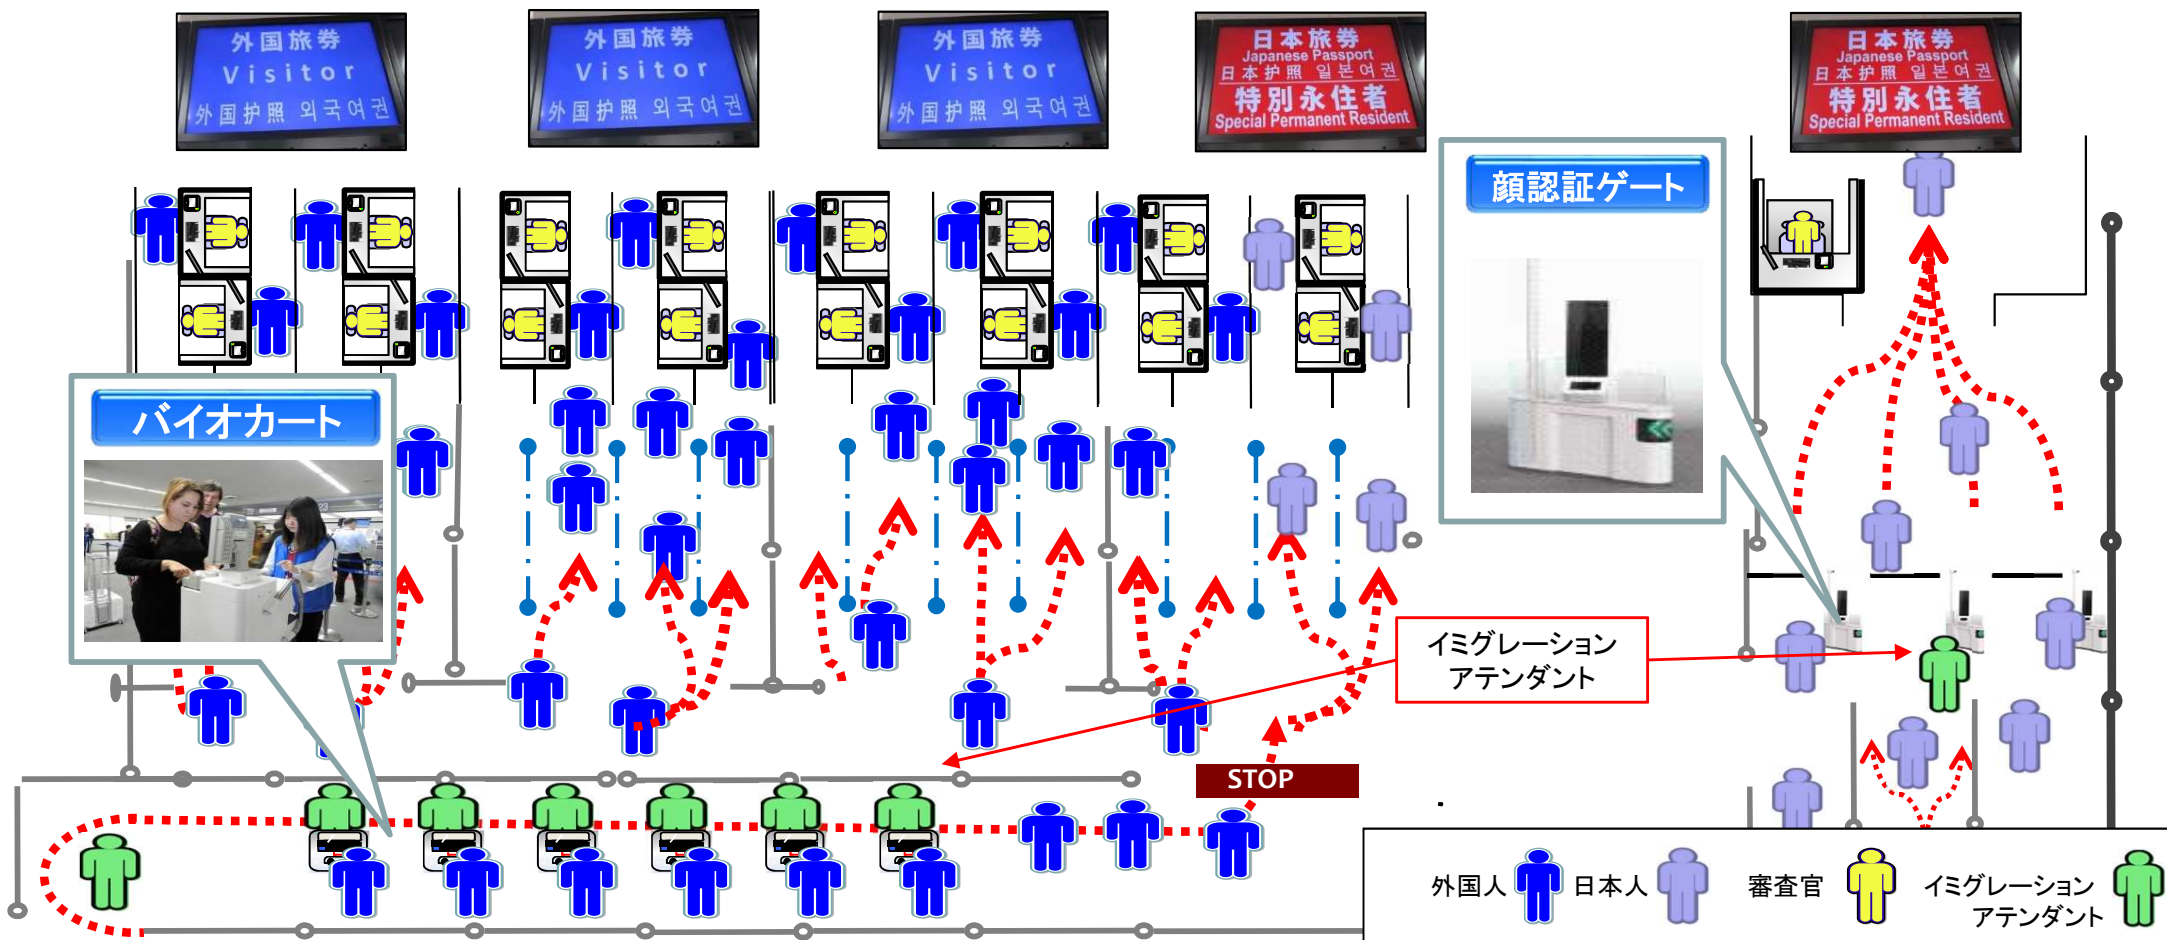 外国旅券
Visitor
外国护照 외국여권
外国旅券
Visitor
外国护照 외국여권
外国旅券
Visitor
外国护照 외국여권
日本旅券
Japanese Passport
日本护照 일본여권
特別永住者
Special Permanent Resident
日本旅券
Japanese Passport
日本护照 일본여권
特別永住者
Special Permanent Resident
顔認証ゲート
バイオカート
イミグレーション
アテンダント
STOP
外国人
日本人
審査官
イミグレーション
アテンダント